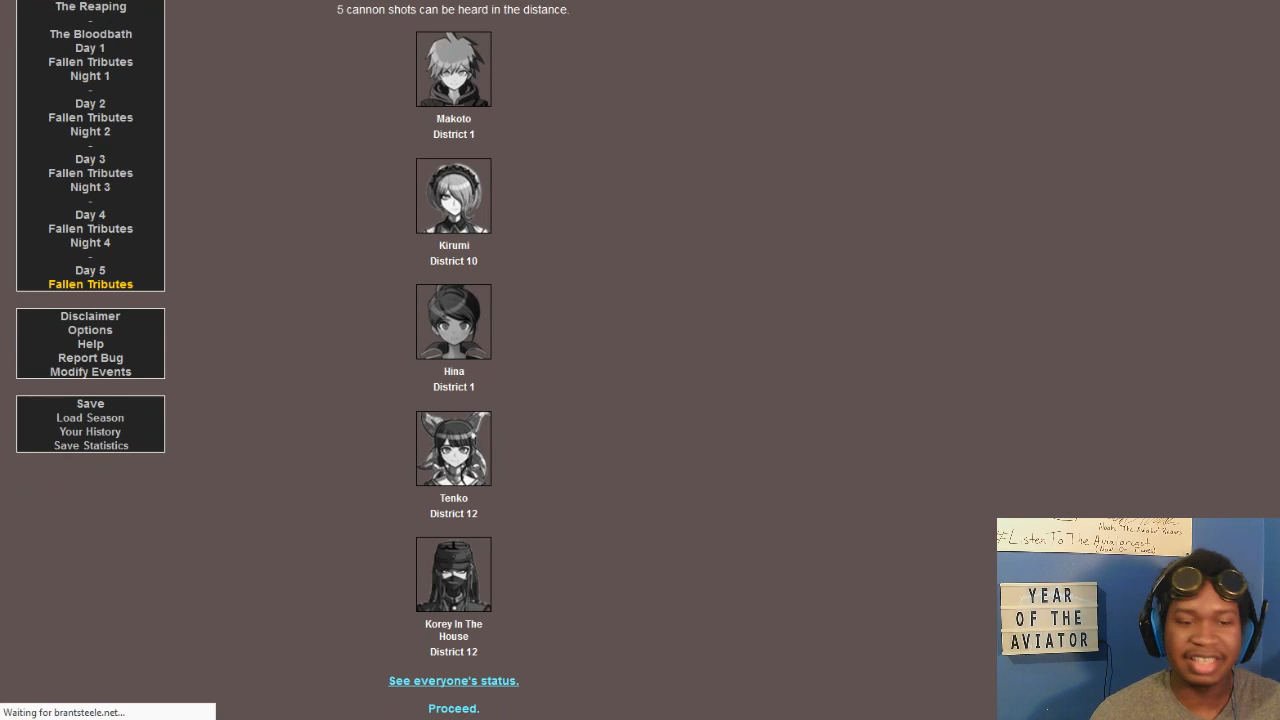 The Reaping
-
The Bloodbath
Day 1
Fallen Tributes
Night 1
-
Day 2
Fallen Tributes
Night 2
-
Day 3
Fallen Tributes
Night 3
-
Day 4
Fallen Tributes
Night 4
-
Day 5
Fallen Tributes
Disclaimer
Options
Help
Report Bug
Modify Events
Save
Load Season
Your History
Save Statistics
5 cannon shots can be heard in the distance.
Makoto
District 1
Kirumi
District 10
Hina
District 1
Tenko
District 12
Korey In The
House
District 12
See everyone's status.
Proceed.
Waiting for brantsteele.net...
#ListenToTheAviatorcast
YEAR
OF THE
AVIATOR